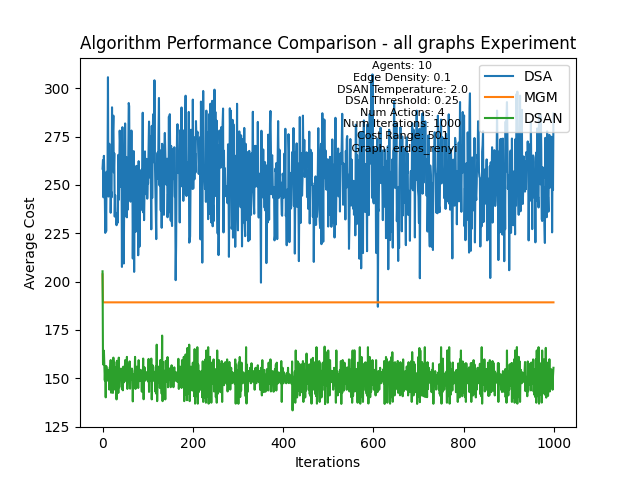 Algorithm Performance Comparison - all graphs Experiment
Agents: 10
Edge Density: 0.1
DSAN Temperature: 2.0
DSA Threshold: 0.25
Num Actions: 4
Num Iterations: 1000
Cost Range: 501
Graph: erdos_renyi
DSA
MGM
DSAN
Average Cost
300
275
250
225
200
175
150
125
0
200
400
600
800
1000
Iterations